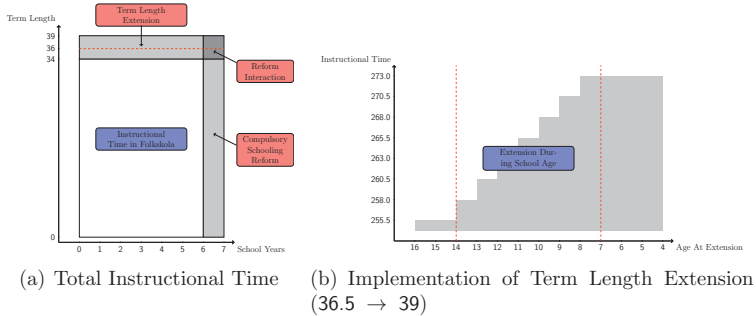 Term Length
Term Length
Extension
39
36
34
0
Reform
Interaction
Instructional
Time in Folkskola
Compulsory
Schooling
Reform
0 1 2 3 4 5 6 7 School Years
(a) Total Instructional Time
Instructional Time
273.0
270.5
268.0
265.5
263.0
260.5
258.0
255.5
Extension Dur-
ing School Age
16 15 14 13 12 11 10 9 8 7 6 5 4 Age At Extension
(b) Implementation of Term Length Extension
(36.5 → 39)